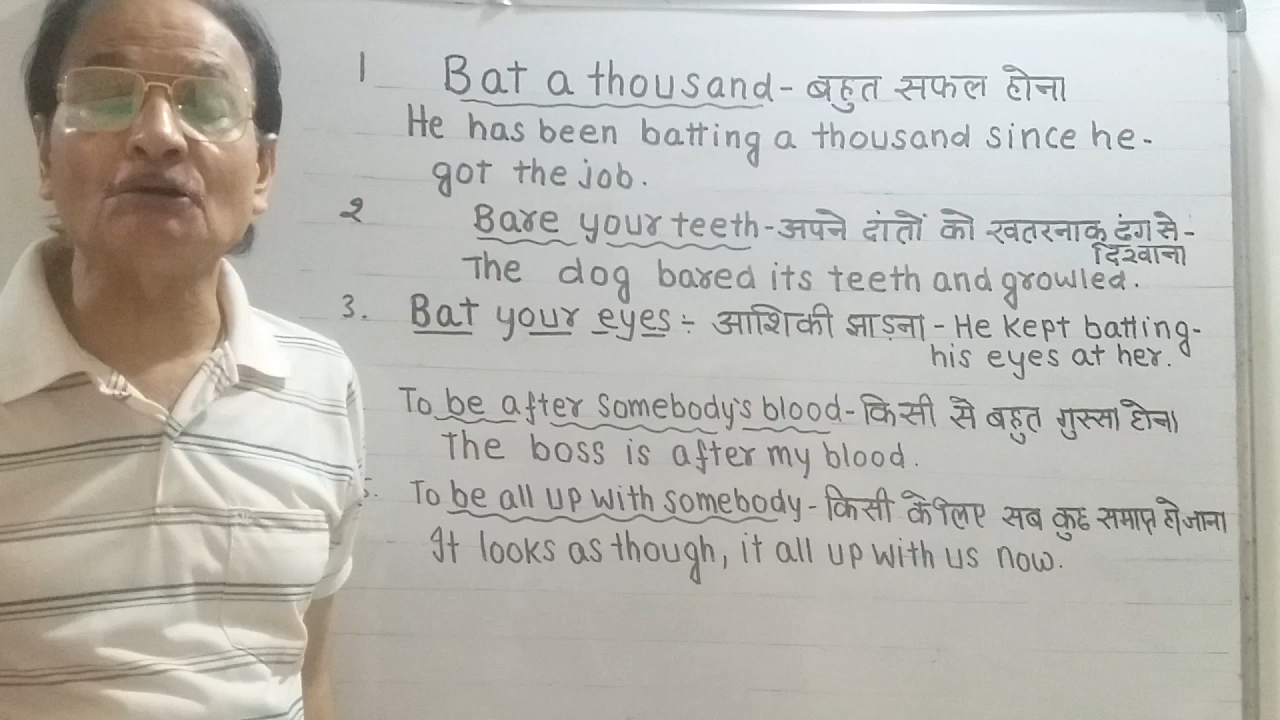 1 Bat a thousand - बहुत सफल होना
He has been batting a thousand since he-
got the job.
2 Bare your teeth - अपने दांतों को खतरनाक ढंग से-
दिखाना
The dog bared its teeth and growled.
3. Bat your eyes :- आशिकी झाड़ना - He kept batting-
his eyes at her.
To be after somebody's blood - किसी से बहुत गुस्सा होना
The boss is after my blood.
5. To be all up with somebody - किसी के लिए सब कुछ समाप्त हो जाना
It looks as though, it all up with us now.